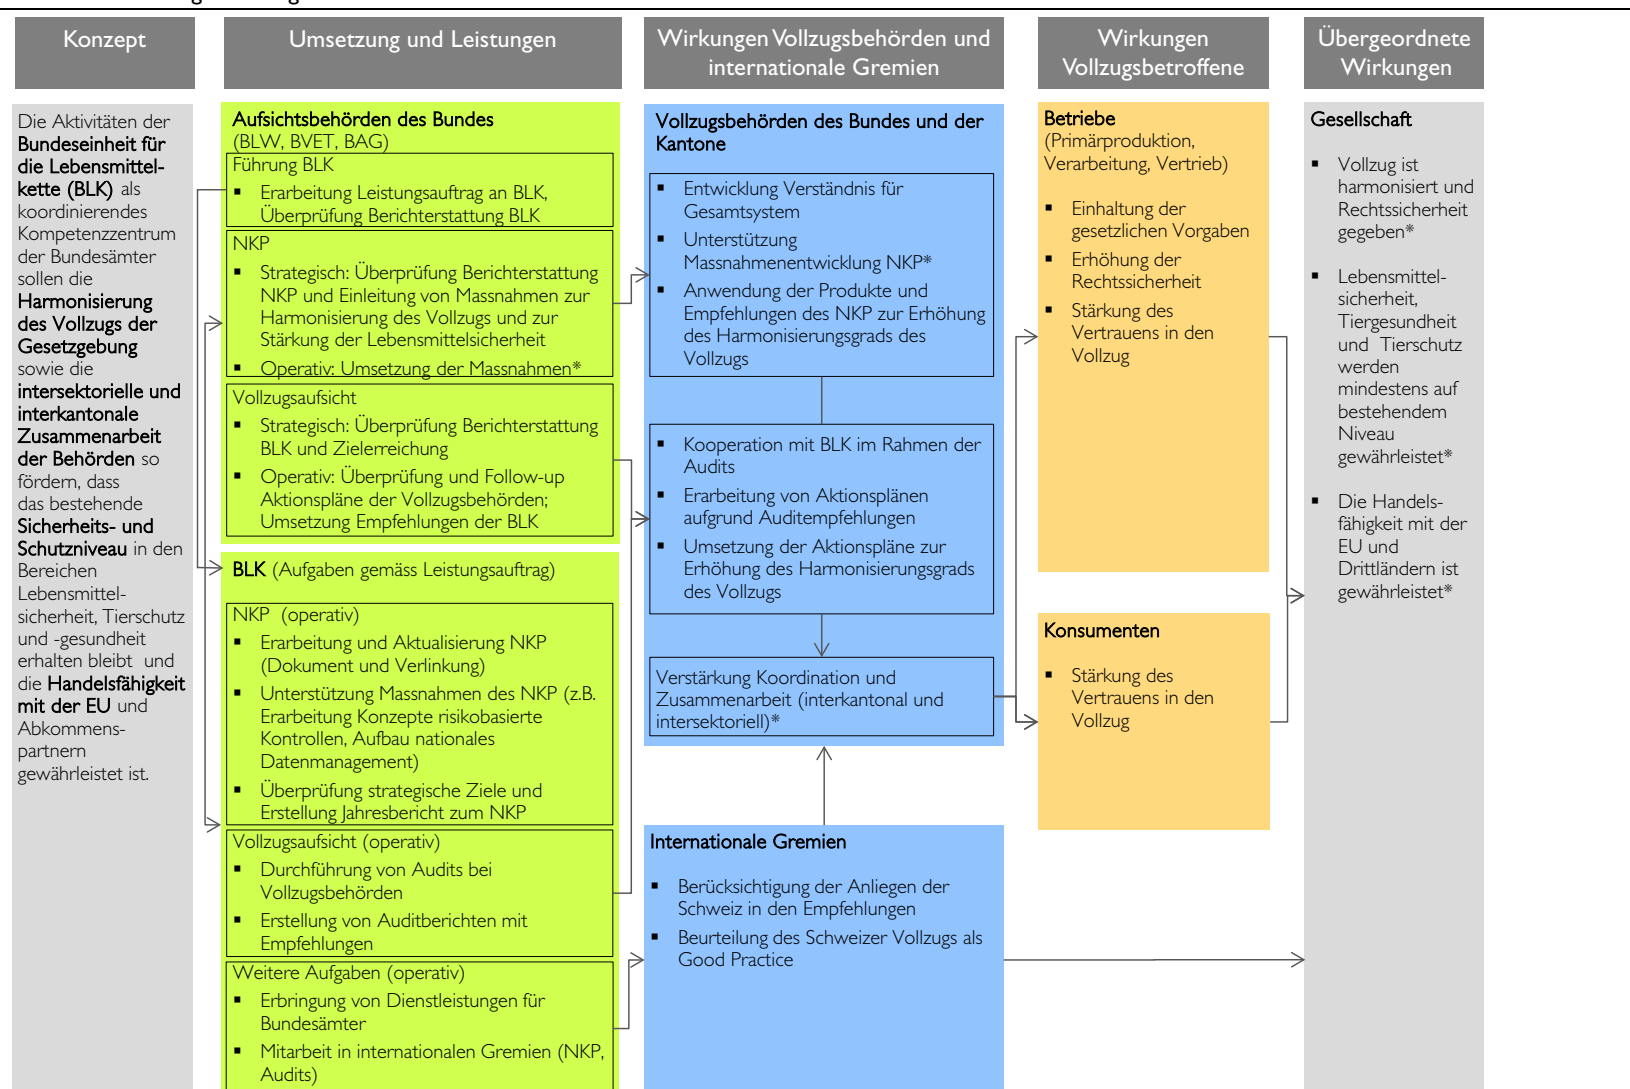 Konzept
Umsetzung und Leistungen
Wirkungen Vollzugsbehörden und
internationale Gremien
Wirkungen
Vollzugsbetroffene
Übergeordnete
Wirkungen
Die Aktivitäten der
Bundeseinheit für
die Lebensmittel-
kette (BLK) als
koordinierendes
Kompetenzzentrum
der Bundesämter
sollen die
Harmonisierung
des Vollzugs der
Gesetzgebung
sowie die
intersektorielle und
interkantonale
Zusammenarbeit
der Behörden so
fördern, dass
das bestehende
Sicherheits- und
Schutzniveau in den
Bereichen
Lebensmittel-
sicherheit, Tierschutz
und -gesundheit
erhalten bleibt und
die Handelsfähigkeit
mit der EU und
Abkommens-
partnern
gewährleistet ist.
Aufsichtsbehörden des Bundes
(BLW, BVET, BAG)
Führung BLK
▪ Erarbeitung Leistungsauftrag an BLK,
Überprüfung Berichterstattung BLK
NKP
▪ Strategisch: Überprüfung Berichterstattung
NKP und Einleitung von Massnahmen zur
Harmonisierung des Vollzugs und zur
Stärkung der Lebensmittelsicherheit
▪ Operativ: Umsetzung der Massnahmen*
Vollzugsaufsicht
▪ Strategisch: Überprüfung Berichterstattung
BLK und Zielerreichung
▪ Operativ: Überprüfung und Follow-up
Aktionspläne der Vollzugsbehörden;
Umsetzung Empfehlungen der BLK
BLK (Aufgaben gemäss Leistungsauftrag)
NKP (operativ)
▪ Erarbeitung und Aktualisierung NKP
(Dokument und Verlinkung)
▪ Unterstützung Massnahmen des NKP (z.B.
Erarbeitung Konzepte risikobasierte
Kontrollen, Aufbau nationales
Datenmanagement)
▪ Überprüfung strategische Ziele und
Erstellung Jahresbericht zum NKP
Vollzugsaufsicht (operativ)
▪ Durchführung von Audits bei
Vollzugsbehörden
▪ Erstellung von Auditberichten mit
Empfehlungen
Weitere Aufgaben (operativ)
▪ Erbringung von Dienstleistungen für
Bundesämter
▪ Mitarbeit in internationalen Gremien (NKP,
Audits)
Vollzugsbehörden des Bundes und der
Kantone
▪ Entwicklung Verständnis für
Gesamtsystem
▪ Unterstützung
Massnahmenentwicklung NKP*
▪ Anwendung der Produkte und
Empfehlungen des NKP zur Erhöhung
des Harmonisierungsgrads des
Vollzugs
▪ Kooperation mit BLK im Rahmen der
Audits
▪ Erarbeitung von Aktionsplänen
aufgrund Auditempfehlungen
▪ Umsetzung der Aktionspläne zur
Erhöhung des Harmonisierungsgrads
des Vollzugs
Verstärkung Koordination und
Zusammenarbeit (interkantonal und
intersektoriell)*
Internationale Gremien
▪ Berücksichtigung der Anliegen der
Schweiz in den Empfehlungen
▪ Beurteilung des Schweizer Vollzugs als
Good Practice
Betriebe
(Primärproduktion,
Verarbeitung, Vertrieb)
▪ Einhaltung der
gesetzlichen Vorgaben
▪ Erhöhung der
Rechtssicherheit
▪ Stärkung des
Vertrauens in den
Vollzug
Konsumenten
▪ Stärkung des
Vertrauens in den
Vollzug
Gesellschaft
▪ Vollzug ist
harmonisiert und
Rechtssicherheit
gegeben*
▪ Lebensmittel-
sicherheit,
Tiergesundheit
und Tierschutz
werden
mindestens auf
bestehendem
Niveau
gewährleistet*
▪ Die Handels-
fähigkeit mit der
EU und
Drittländern ist
gewährleistet*